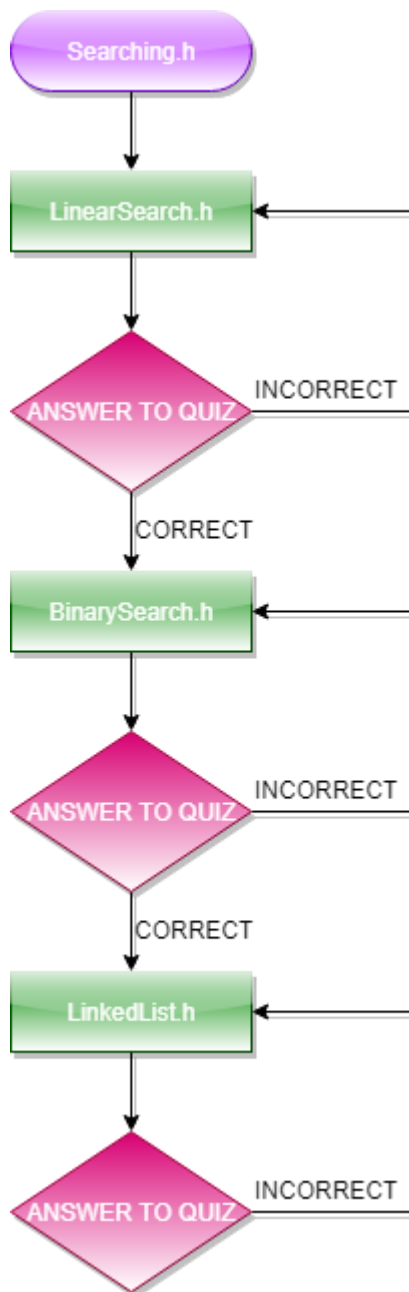 Searching.h
LinearSearch.h
ANSWER TO QUIZ
INCORRECT
CORRECT
BinarySearch.h
ANSWER TO QUIZ
INCORRECT
CORRECT
LinkedList.h
ANSWER TO QUIZ
INCORRECT